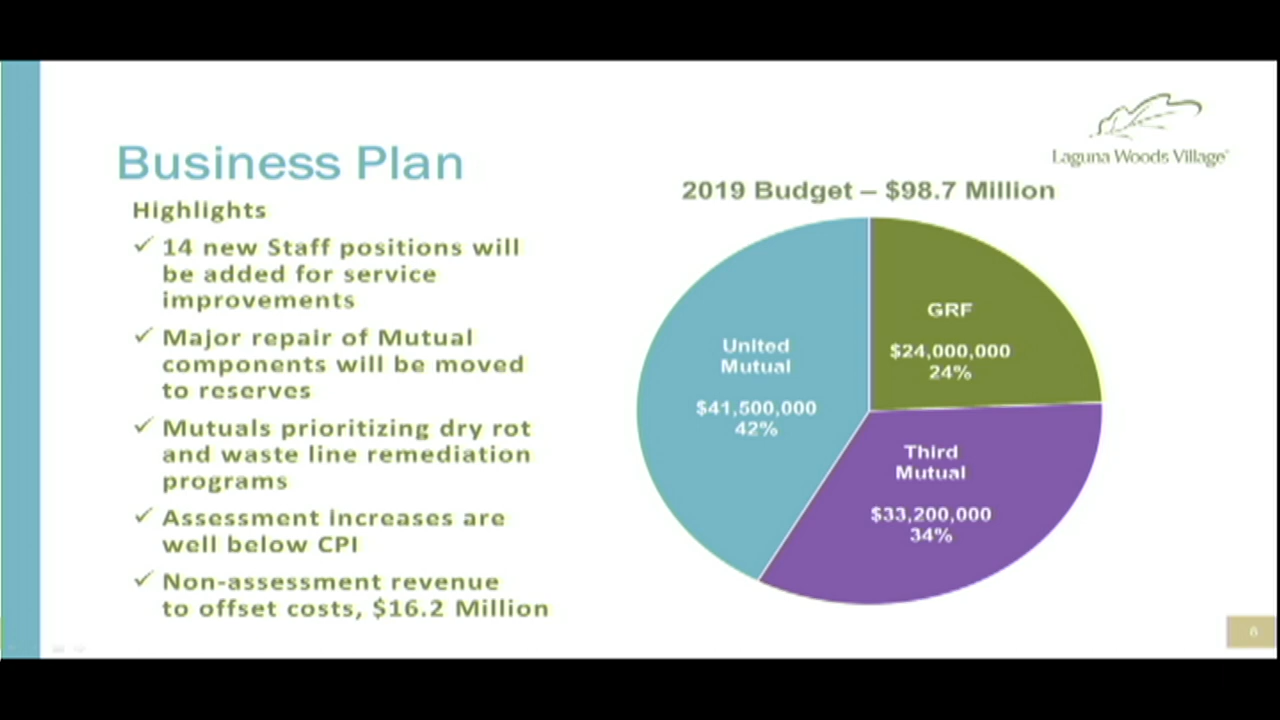 Laguna Woods Village
Business Plan
Highlights
✓ 14 new Staff positions will
be added for service
improvements
✓ Major repair of Mutual
components will be moved
to reserves
✓ Mutuals prioritizing dry rot
and waste line remediation
programs
✓ Assessment increases are
well below CPI
✓ Non-assessment revenue
to offset costs, $16.2 Million
2019 Budget – $98.7 Million
GRF
$24,000,000
24%
United
Mutual
$41,500,000
42%
Third
Mutual
$33,200,000
34%
6